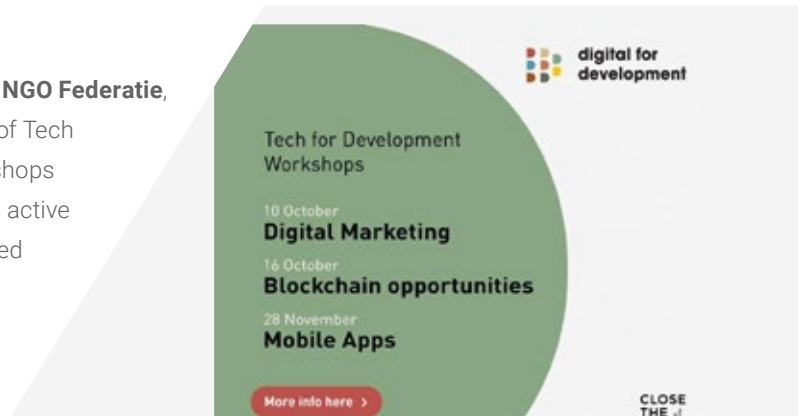 NGO Federatie,
of Tech
shops
active
ed
digital for
development
Tech for Development
Workshops
10 October
Digital Marketing
16 October
Blockchain opportunities
28 November
Mobile Apps
More info here >
CLOSE
THE